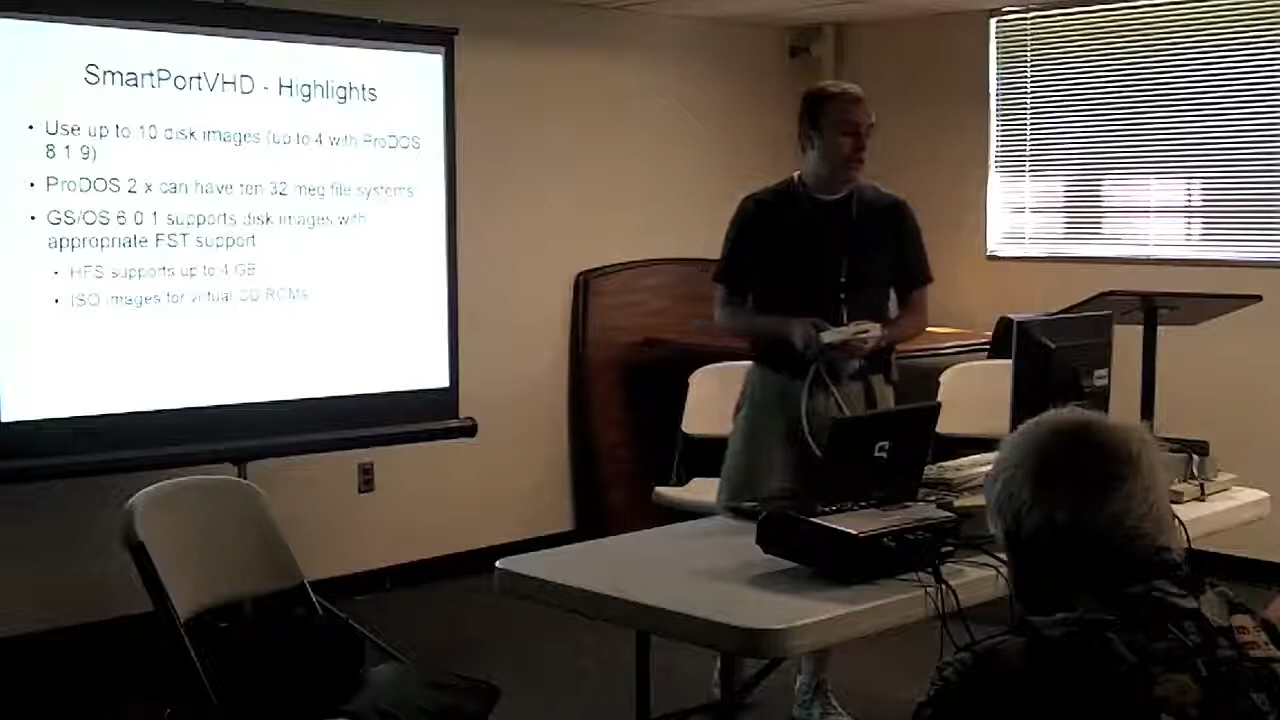 SmartPortVHD - Highlights
• Use up to 10 disk images (up to 4 with ProDOS
8 1 9)
• ProDOS 2 x can have ten 32 meg file systems
• GS/OS 6 0 1 supports disk images with
appropriate FST support
• HFS supports up to 4 GB
• ISO images for virtual CD ROMs